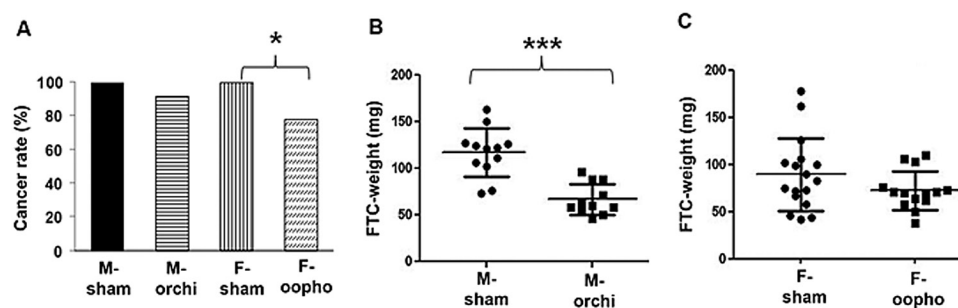 A
*
Cancer rate (%)
100
80
60
40
20
0
M-
sham
M-
orchi
F-
sham
F-
oopho
B
***
FTC-weight (mg)
200
150
100
50
0
M-
sham
M-
orchi
C
FTC-weight (mg)
200
150
100
50
0
F-
sham
F-
oopho